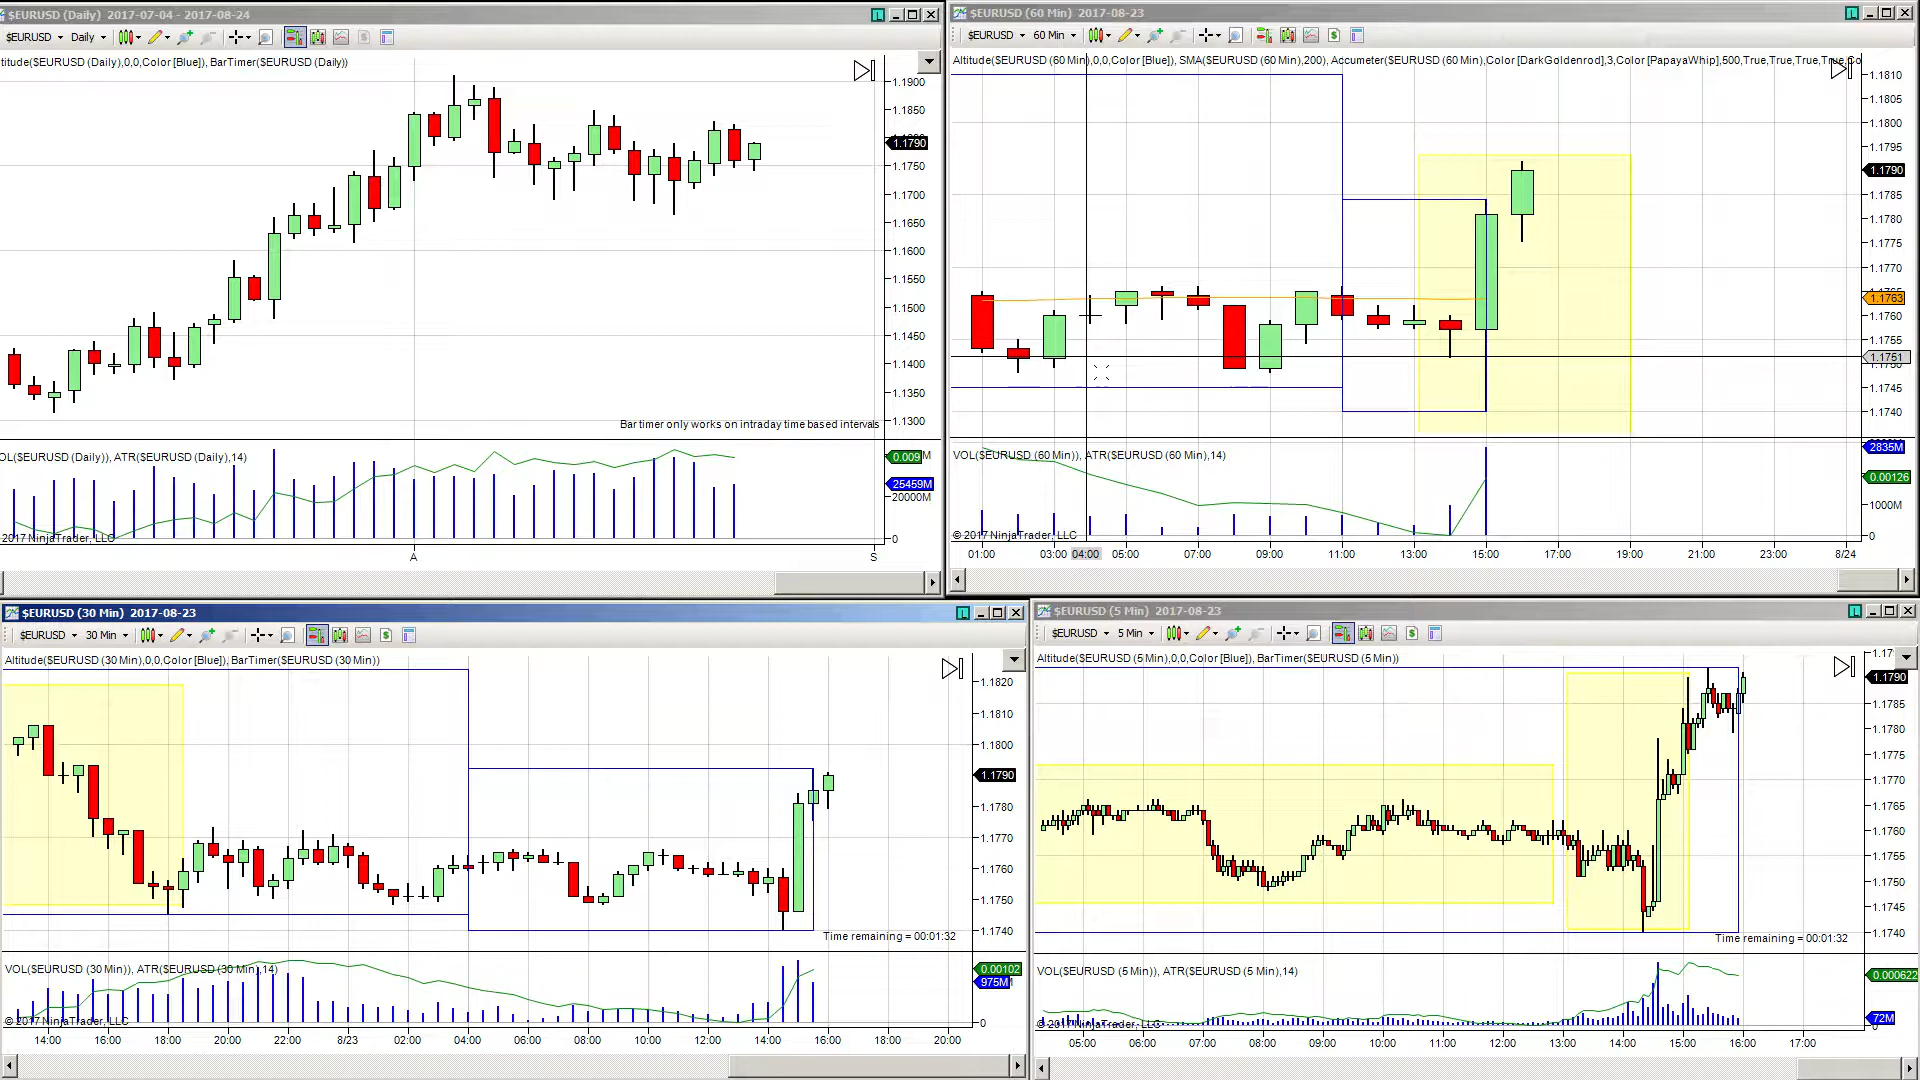 $EURUSD (Daily) 2017-07-04 - 2017-08-24
$EURUSD Daily
titude($EURUSD (Daily),0,0,Color [Blue]), BarTimer($EURUSD (Daily))
1.1900
1.1850
1.1790
1.1750
1.1700
1.1650
1.1600
1.1550
1.1500
1.1450
1.1400
1.1350
1.1300
Bar timer only works on intraday time based intervals
OL($EURUSD (Daily)), ATR($EURUSD (Daily),14)
0.009
25459M
20000M
0
2017 NinjaTrader, LLC
A
S
$EURUSD (60 Min) 2017-08-23
$EURUSD 60 Min
Altitude($EURUSD (60 Min),0,0,Color [Blue]), SMA($EURUSD (60 Min),200), Accumeter($EURUSD (60 Min),Color [DarkGoldenrod],3,Color [PapayaWhip],500,True,True,True,True,Co
1.1810
1.1805
1.1800
1.1795
1.1790
1.1785
1.1780
1.1775
1.1770
1.1763
1.1760
1.1755
1.1751
1.1745
1.1740
VOL($EURUSD (60 Min)), ATR($EURUSD (60 Min),14)
2835M
0.00126
1000M
0
© 2017 NinjaTrader, LLC
01:00 03:00 04:00 05:00 07:00 09:00 11:00 13:00 15:00 17:00 19:00 21:00 23:00 8/24
$EURUSD (30 Min) 2017-08-23
$EURUSD 30 Min
Altitude($EURUSD (30 Min),0,0,Color [Blue]), BarTimer($EURUSD (30 Min))
1.1820
1.1810
1.1800
1.1790
1.1780
1.1770
1.1760
1.1750
1.1740
Time remaining = 00:01:32
VOL($EURUSD (30 Min)), ATR($EURUSD (30 Min),14)
0.00102
975M
0
© 2017 NinjaTrader, LLC
14:00 16:00 18:00 20:00 22:00 8/23 02:00 04:00 06:00 08:00 10:00 12:00 14:00 16:00 18:00 20:00
$EURUSD (5 Min) 2017-08-23
$EURUSD 5 Min
Altitude($EURUSD (5 Min),0,0,Color [Blue]), BarTimer($EURUSD (5 Min))
1.1790
1.1785
1.1780
1.1775
1.1770
1.1765
1.1760
1.1755
1.1750
1.1745
1.1740
Time remaining = 00:01:32
VOL($EURUSD (5 Min)), ATR($EURUSD (5 Min),14)
0.000622
72M
© 2017 NinjaTrader, LLC
05:00 06:00 07:00 08:00 09:00 10:00 11:00 12:00 13:00 14:00 15:00 16:00 17:00